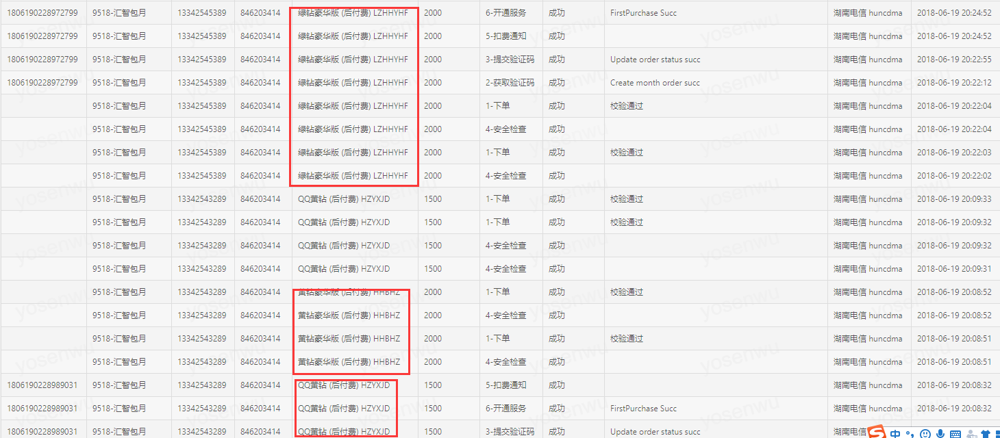 1806190228972799 9518-汇智包月 13342545389 846203414 绿钻豪华版 (后付费) LZHHYHF 2000 6-开通服务 成功 FirstPurchase Succ 湖南电信 huncdma 2018-06-19 20:24:52
1806190228972799 9518-汇智包月 13342545389 846203414 绿钻豪华版 (后付费) LZHHYHF 2000 5-扣费通知 成功 湖南电信 huncdma 2018-06-19 20:24:52
1806190228972799 9518-汇智包月 13342545389 846203414 绿钻豪华版 (后付费) LZHHYHF 2000 3-提交验证码 成功 Update order status succ 湖南电信 huncdma 2018-06-19 20:22:55
1806190228972799 9518-汇智包月 13342545389 846203414 绿钻豪华版 (后付费) LZHHYHF 2000 2-获取验证码 成功 Create month order succ 湖南电信 huncdma 2018-06-19 20:22:12
9518-汇智包月 13342545389 846203414 绿钻豪华版 (后付费) LZHHYHF 2000 1-下单 成功 校验通过 湖南电信 huncdma 2018-06-19 20:22:04
9518-汇智包月 13342545389 846203414 绿钻豪华版 (后付费) LZHHYHF 2000 4-安全检查 成功 湖南电信 huncdma 2018-06-19 20:22:04
9518-汇智包月 13342545389 846203414 绿钻豪华版 (后付费) LZHHYHF 2000 1-下单 成功 校验通过 湖南电信 huncdma 2018-06-19 20:22:03
9518-汇智包月 13342545389 846203414 绿钻豪华版 (后付费) LZHHYHF 2000 4-安全检查 成功 湖南电信 huncdma 2018-06-19 20:22:02
9518-汇智包月 13342543289 846203414 QQ黄钻 (后付费) HZYXJD 1500 1-下单 成功 校验通过 湖南电信 huncdma 2018-06-19 20:09:33
9518-汇智包月 13342543289 846203414 QQ黄钻 (后付费) HZYXJD 1500 1-下单 成功 校验通过 湖南电信 huncdma 2018-06-19 20:09:32
9518-汇智包月 13342543289 846203414 QQ黄钻 (后付费) HZYXJD 1500 4-安全检查 成功 湖南电信 huncdma 2018-06-19 20:09:32
9518-汇智包月 13342543289 846203414 QQ黄钻 (后付费) HZYXJD 1500 4-安全检查 成功 湖南电信 huncdma 2018-06-19 20:09:31
9518-汇智包月 13342543289 846203414 黄钻豪华版 (后付费) HHBHZ 2000 1-下单 成功 校验通过 湖南电信 huncdma 2018-06-19 20:08:52
9518-汇智包月 13342543289 846203414 黄钻豪华版 (后付费) HHBHZ 2000 4-安全检查 成功 湖南电信 huncdma 2018-06-19 20:08:52
9518-汇智包月 13342543289 846203414 黄钻豪华版 (后付费) HHBHZ 2000 1-下单 成功 校验通过 湖南电信 huncdma 2018-06-19 20:08:51
9518-汇智包月 13342543289 846203414 黄钻豪华版 (后付费) HHBHZ 2000 4-安全检查 成功 湖南电信 huncdma 2018-06-19 20:08:51
1806190228989031 9518-汇智包月 13342543289 846203414 QQ黄钻 (后付费) HZYXJD 1500 5-扣费通知 成功 湖南电信 huncdma 2018-06-19 20:08:32
1806190228989031 9518-汇智包月 13342543289 846203414 QQ黄钻 (后付费) HZYXJD 1500 6-开通服务 成功 FirstPurchase Succ 湖南电信 huncdma 2018-06-19 20:08:32
1806190228989031 9518-汇智包月 13342543289 846203414 QQ黄钻 (后付费) HZYXJD 1500 3-提交验证码 成功 Update order status succ
S 中
yosenwu